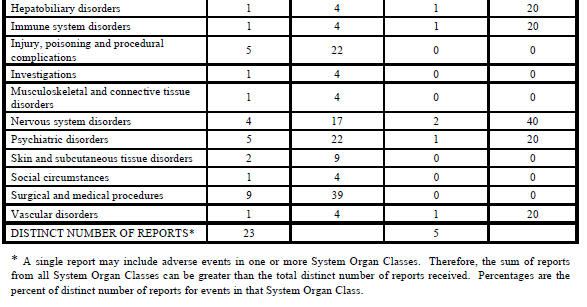 Hepatobiliary disorders 1 4 1 20
Immune system disorders 1 4 1 20
Injury, poisoning and procedural
complications 5 22 0 0
Investigations 1 4 0 0
Musculoskeletal and connective tissue
disorders 1 4 0 0
Nervous system disorders 4 17 2 40
Psychiatric disorders 5 22 1 20
Skin and subcutaneous tissue disorders 2 9 0 0
Social circumstances 1 4 0 0
Surgical and medical procedures 9 39 0 0
Vascular disorders 1 4 1 20
DISTINCT NUMBER OF REPORTS* 23 5
* A single report may include adverse events in one or more System Organ Classes. Therefore, the sum of reports
from all System Organ Classes can be greater than the total distinct number of reports received. Percentages are the
percent of distinct number of reports for events in that System Organ Class.